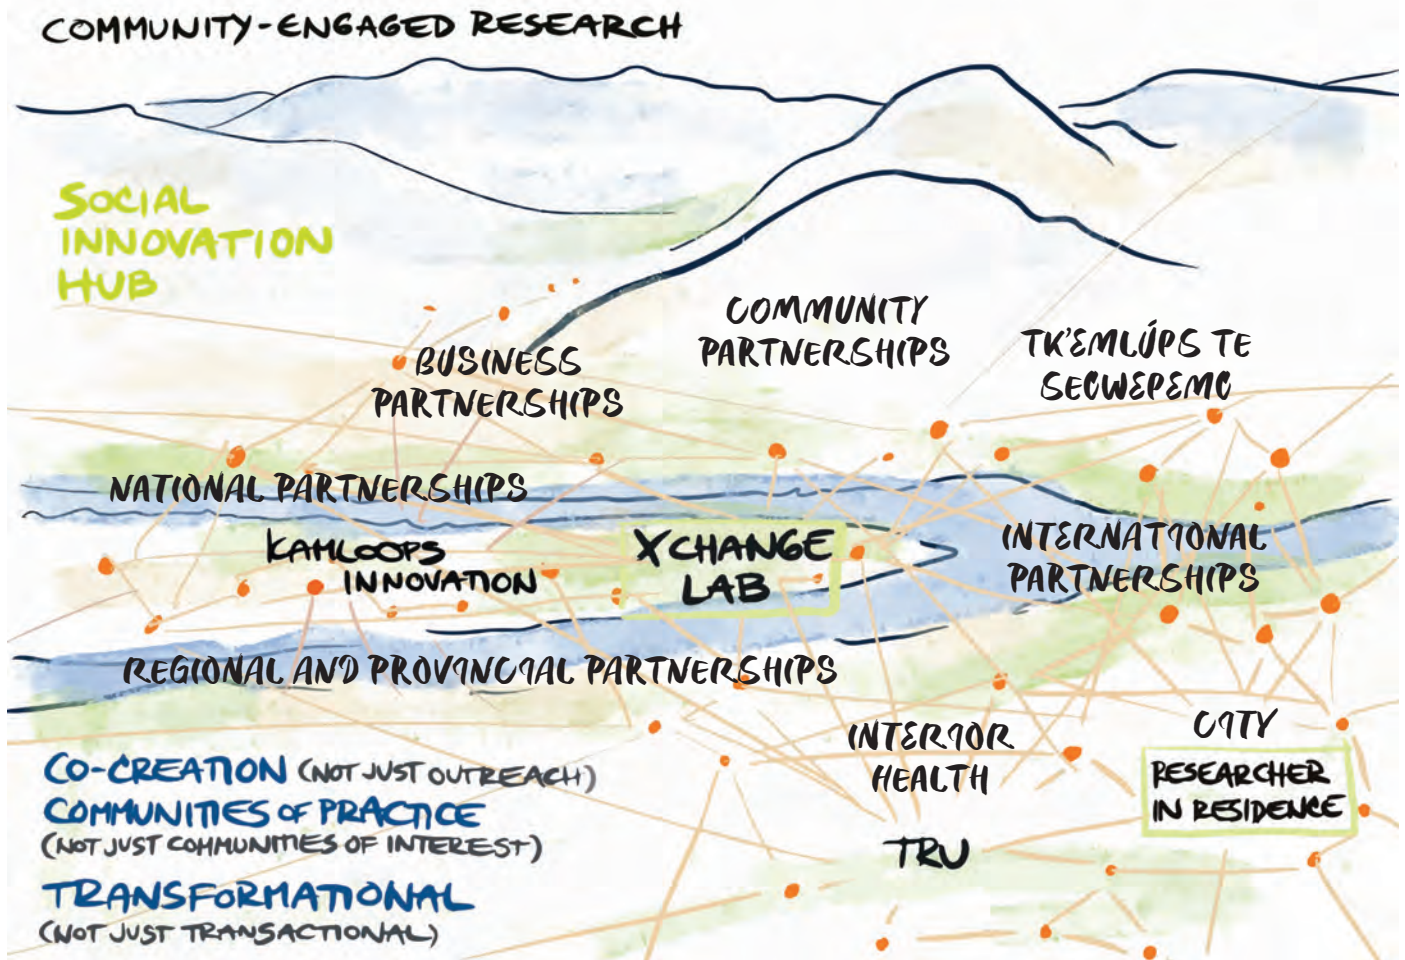 COMMUNITY-ENGAGED RESEARCH
SOCIAL
INNOVATION
HUB
COMMUNITY
PARTNERSHIPS
TK'EMLÚPS TE
SECWEPEMC
BUSINESS
PARTNERSHIPS
NATIONAL PARTNERSHIPS
KAMLOOPS
INNOVATION
XCHANGE
LAB
INTERNATIONAL
PARTNERSHIPS
REGIONAL AND PROVINCIAL PARTNERSHIPS
INTERIOR
HEALTH
CITY
RESEARCHER
IN RESIDENCE
TRU
CO-CREATION (NOT JUST OUTREACH)
COMMUNITIES OF PRACTICE
(NOT JUST COMMUNITIES OF INTEREST)
TRANSFORMATIONAL
(NOT JUST TRANSACTIONAL)